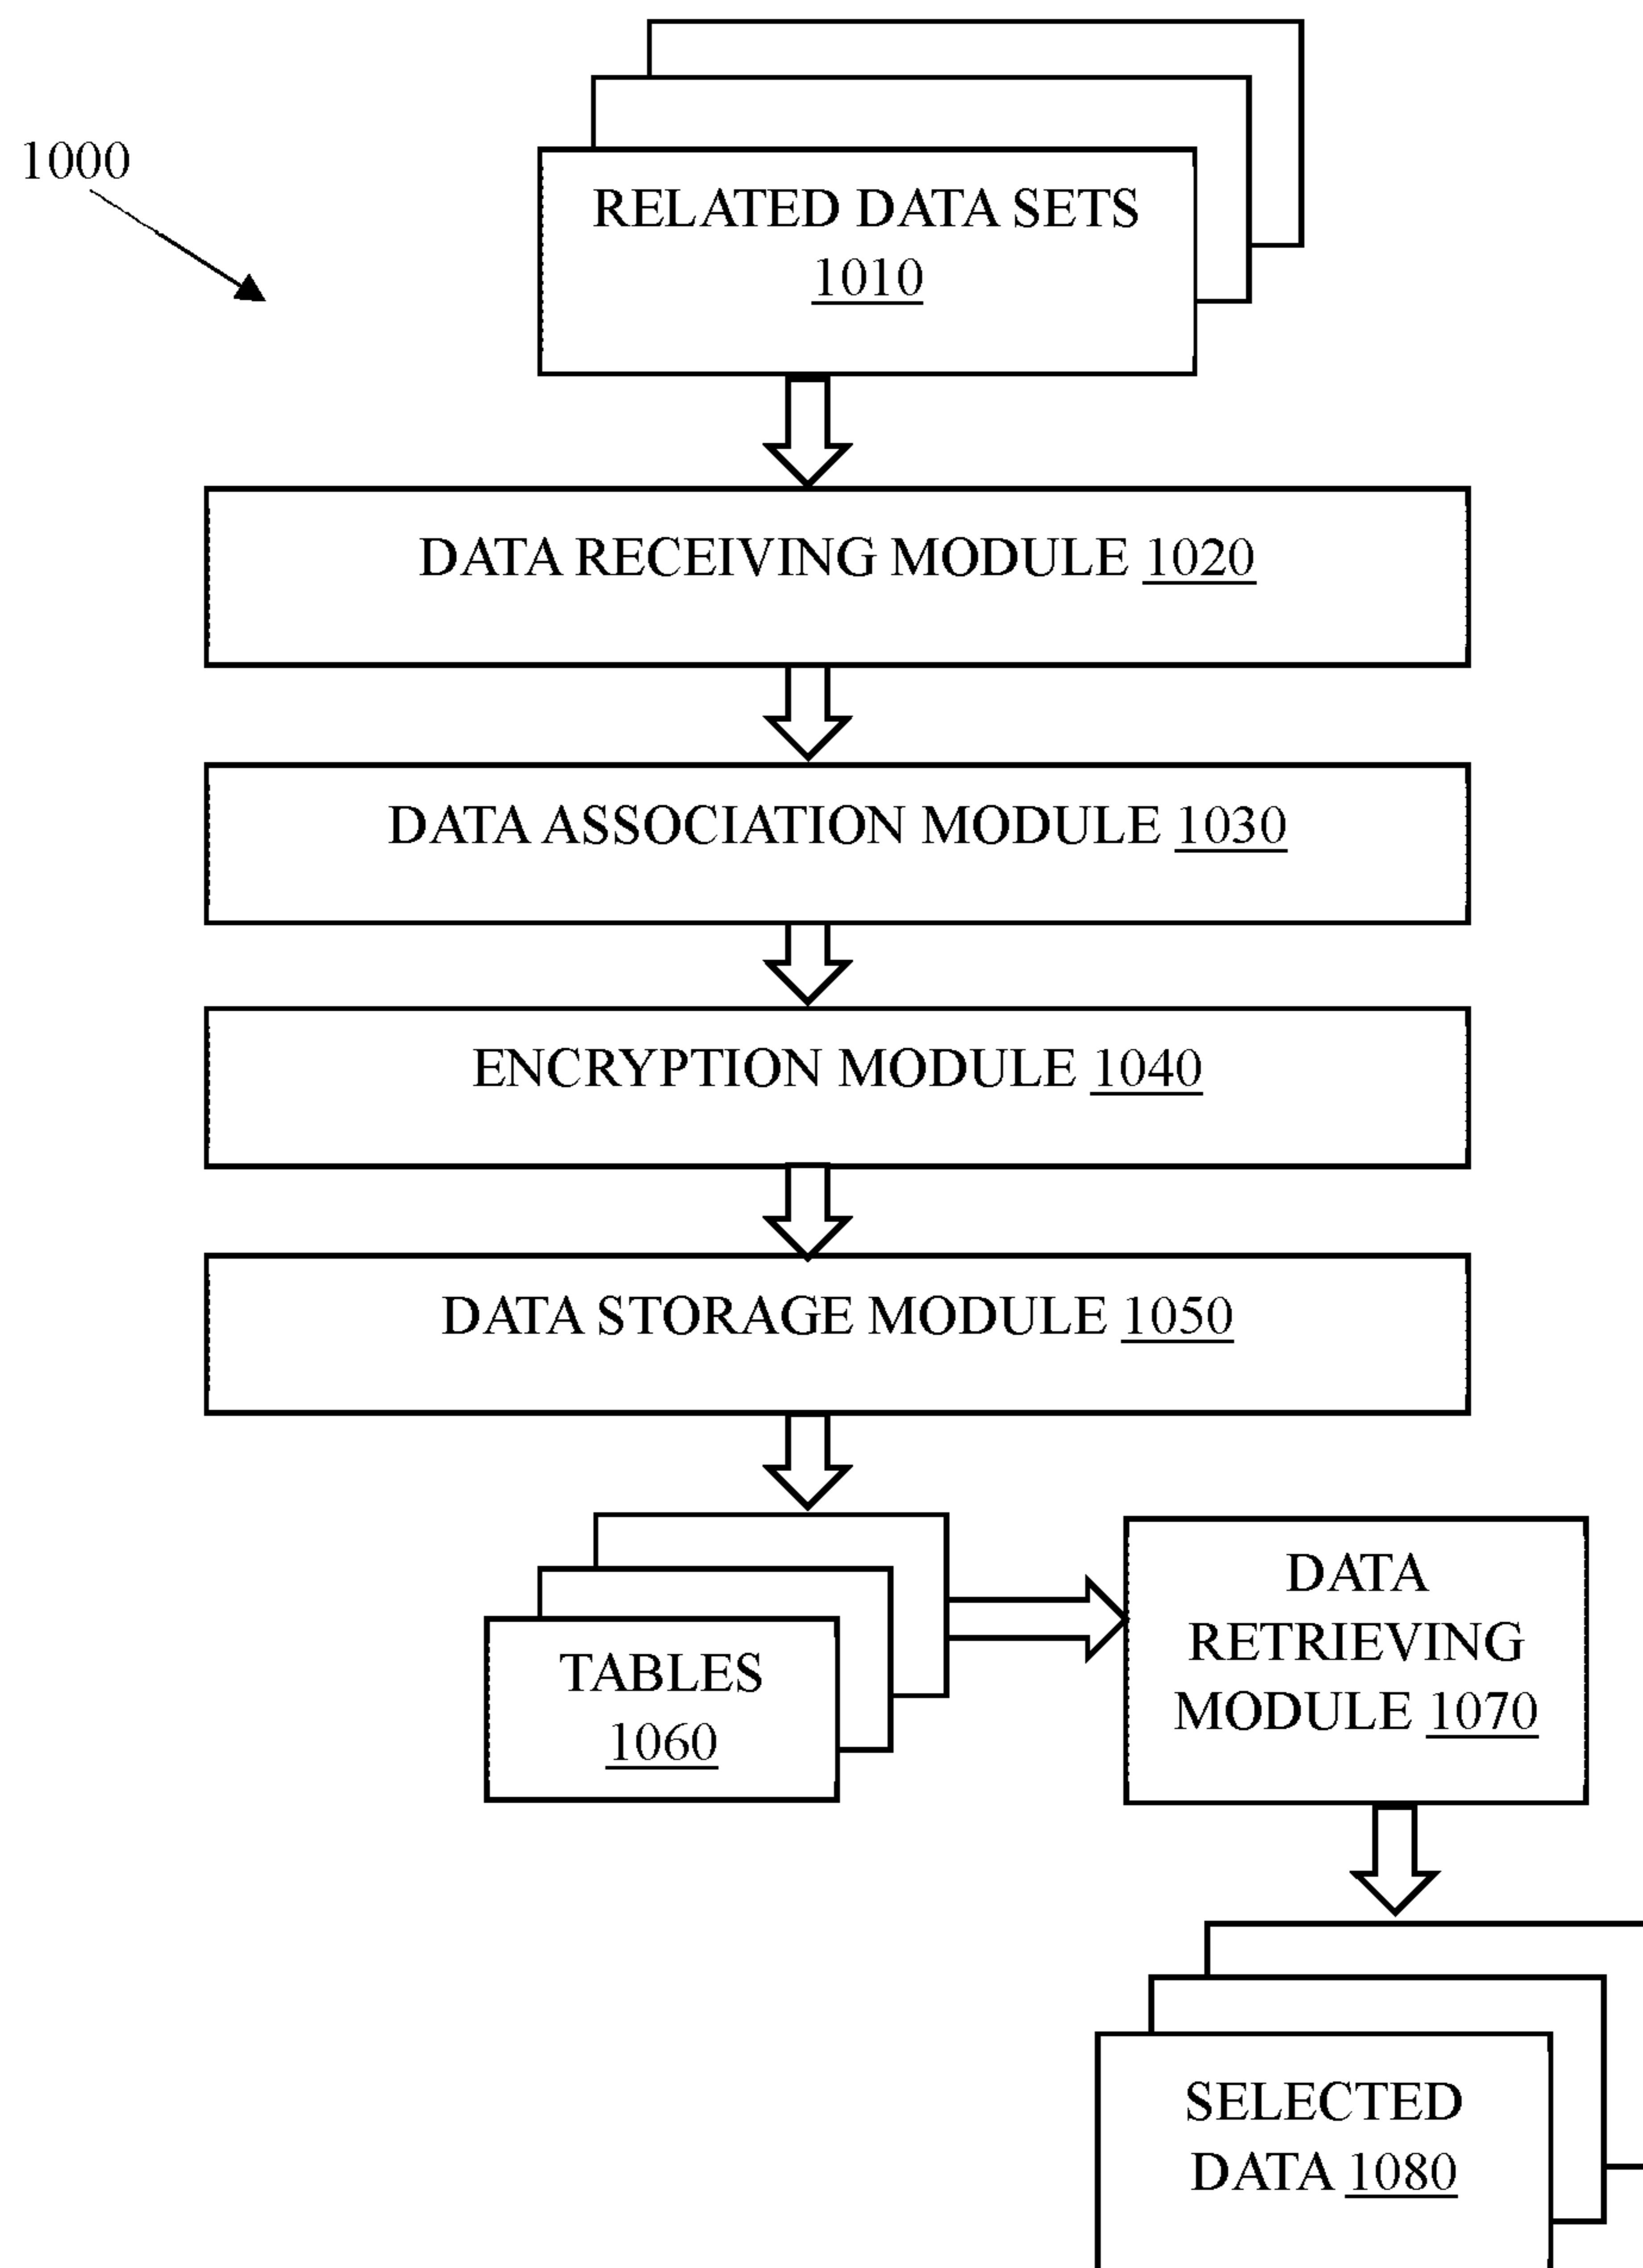 1000
RELATED DATA SETS
1010
DATA RECEIVING MODULE 1020
DATA ASSOCIATION MODULE 1030
ENCRYPTION MODULE 1040
DATA STORAGE MODULE 1050
TABLES
1060
DATA
RETRIEVING
MODULE 1070
SELECTED
DATA 1080